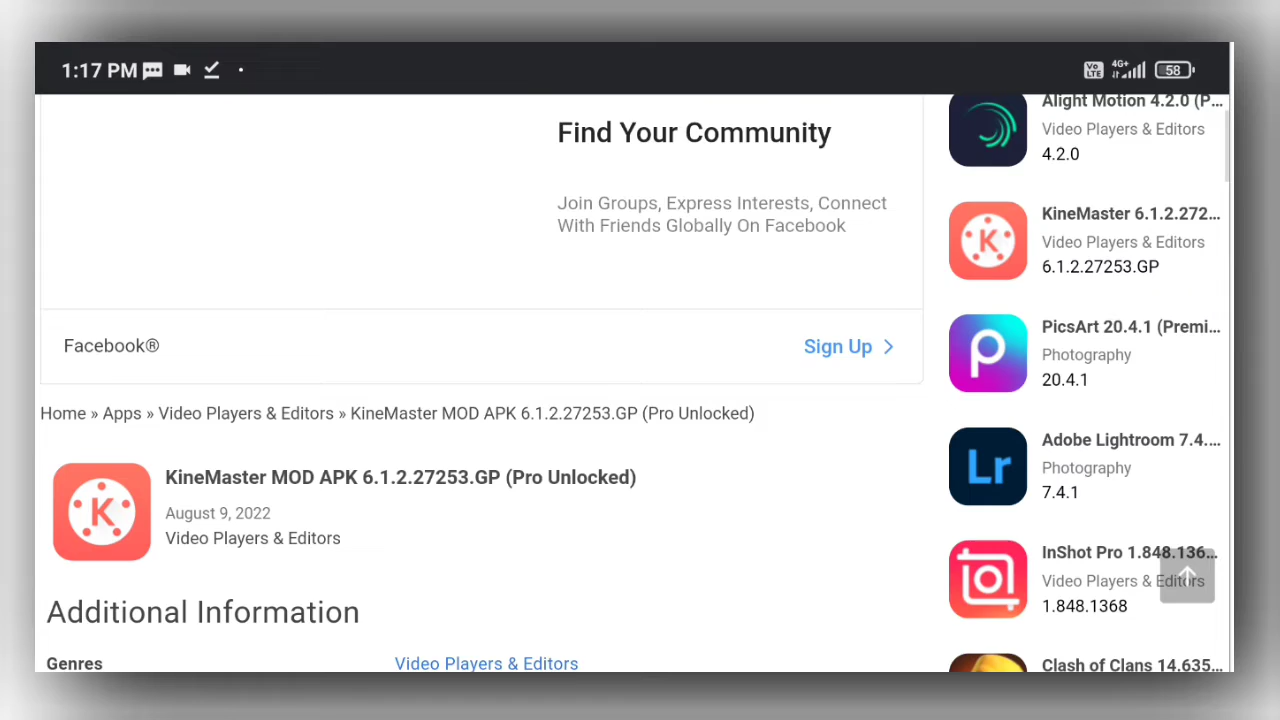 1:17 PM
Vo LTE 4G+ 58
Find Your Community
Join Groups, Express Interests, Connect
With Friends Globally On Facebook
Facebook®
Sign Up
Home » Apps » Video Players & Editors » KineMaster MOD APK 6.1.2.27253.GP (Pro Unlocked)
KineMaster MOD APK 6.1.2.27253.GP (Pro Unlocked)
August 9, 2022
Video Players & Editors
Additional Information
Genres
Video Players & Editors
Alight Motion 4.2.0 (P...
Video Players & Editors
4.2.0
KineMaster 6.1.2.272...
Video Players & Editors
6.1.2.27253.GP
PicsArt 20.4.1 (Premi...
Photography
20.4.1
Adobe Lightroom 7.4....
Photography
7.4.1
InShot Pro 1.848.136...
Video Players & Editors
1.848.1368
Clash of Clans 14.635...